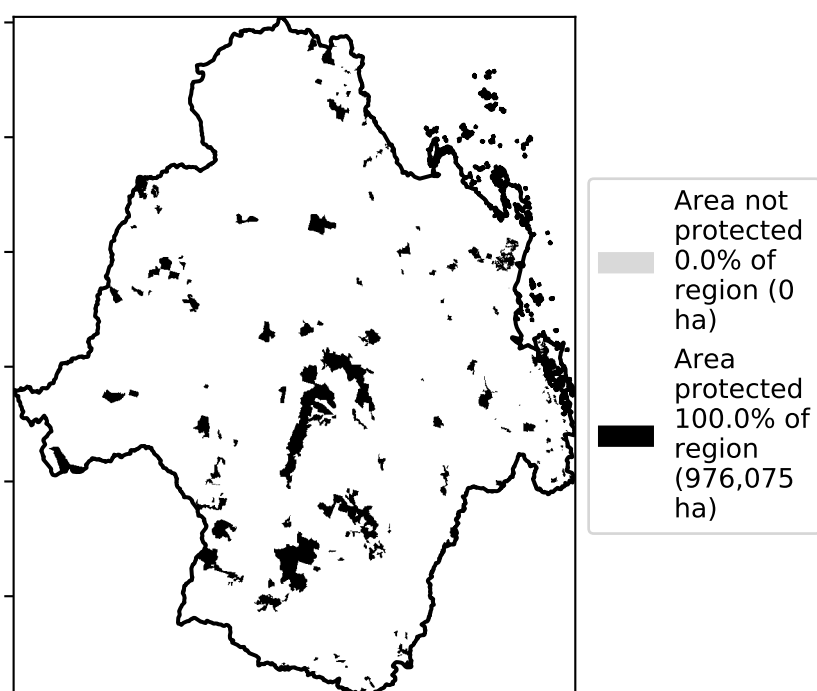 Area not
protected
0.0% of
region (0
ha)
Area
protected
100.0% of
region
(976,075
ha)